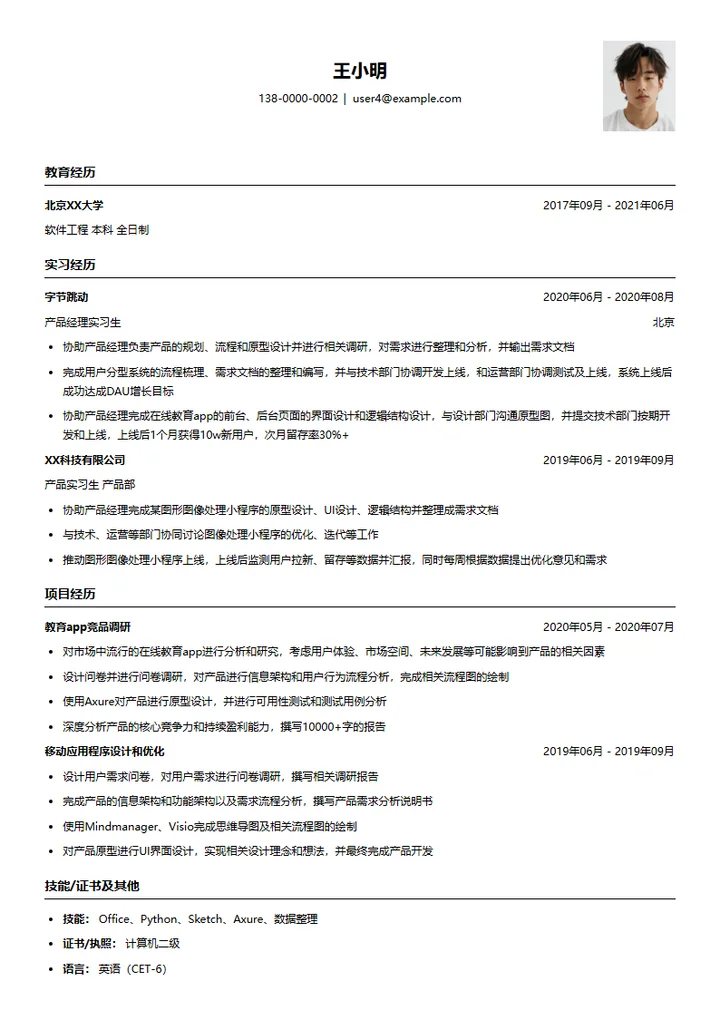 王小明
138-0000-0002 | user4@example.com
教育经历
北京XX大学 2017年09月 - 2021年06月
软件工程 本科 全日制
实习经历
字节跳动 2020年06月 - 2020年08月
产品经理实习生 北京
• 协助产品经理负责产品的规划、流程和原型设计并进行相关调研，对需求进行整理和分析，并输出需求文档
• 完成用户分型系统的流程梳理、需求文档的整理和编写，并与技术部门协调开发上线，和运营部门协调测试及上线，系统上线后
成功达成DAU增长目标
• 协助产品经理完成在线教育app的前台、后台页面的界面设计和逻辑结构设计，与设计部门沟通原型图，并提交技术部门按期开
发和上线，上线后1个月获得10w新用户，次月留存率30%+
XX科技有限公司 2019年06月 - 2019年09月
产品实习生 产品部
• 协助产品经理完成某图形图像处理小程序的原型设计、UI设计、逻辑结构并整理成需求文档
• 与技术、运营等部门协同讨论图像处理小程序的优化、迭代等工作
• 推动图形图像处理小程序上线，上线后监测用户拉新、留存等数据并汇报，同时每周根据数据提出优化意见和需求
项目经历
教育app竞品调研 2020年05月 - 2020年07月
• 对市场中流行的在线教育app进行分析和研究，考虑用户体验、市场空间、未来发展等可能影响到产品的相关因素
• 设计问卷并进行问卷调研，对产品进行信息架构和用户行为流程分析，完成相关流程图的绘制
• 使用Axure对产品进行原型设计，并进行可用性测试和测试用例分析
• 深度分析产品的核心竞争力和持续盈利能力，撰写10000+字的报告
移动应用程序设计和优化 2019年06月 - 2019年09月
• 设计用户需求问卷，对用户需求进行问卷调研，撰写相关调研报告
• 完成产品的信息架构和功能架构以及需求流程分析，撰写产品需求分析说明书
• 使用Mindmanager、Visio完成思维导图及相关流程图的绘制
• 对产品原型进行UI界面设计，实现相关设计理念和想法，并最终完成产品开发
技能/证书及其他
• 技能： Office、Python、Sketch、Axure、数据整理
• 证书/执照： 计算机二级
• 语言： 英语（CET-6）